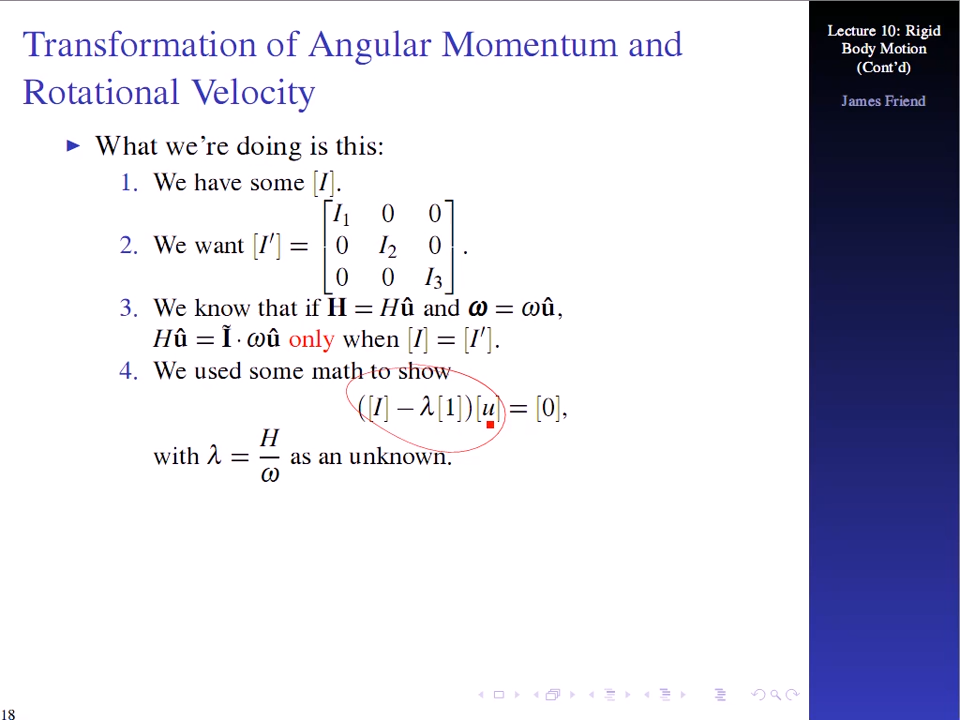 Transformation of Angular Momentum and
Rotational Velocity
What we're doing is this:
1. We have some [I].
2. We want [I′] = [I₁ 0 0
0 I₂ 0
0 0 I₃].
3. We know that if H = Hû and ω = ωû,
Hû = Ĩ · ωû only when [I] = [I′].
4. We used some math to show
([I] − λ[1])[u] = [0],
with λ = H/ω as an unknown.
18
Lecture 10: Rigid
Body Motion
(Cont'd)
James Friend